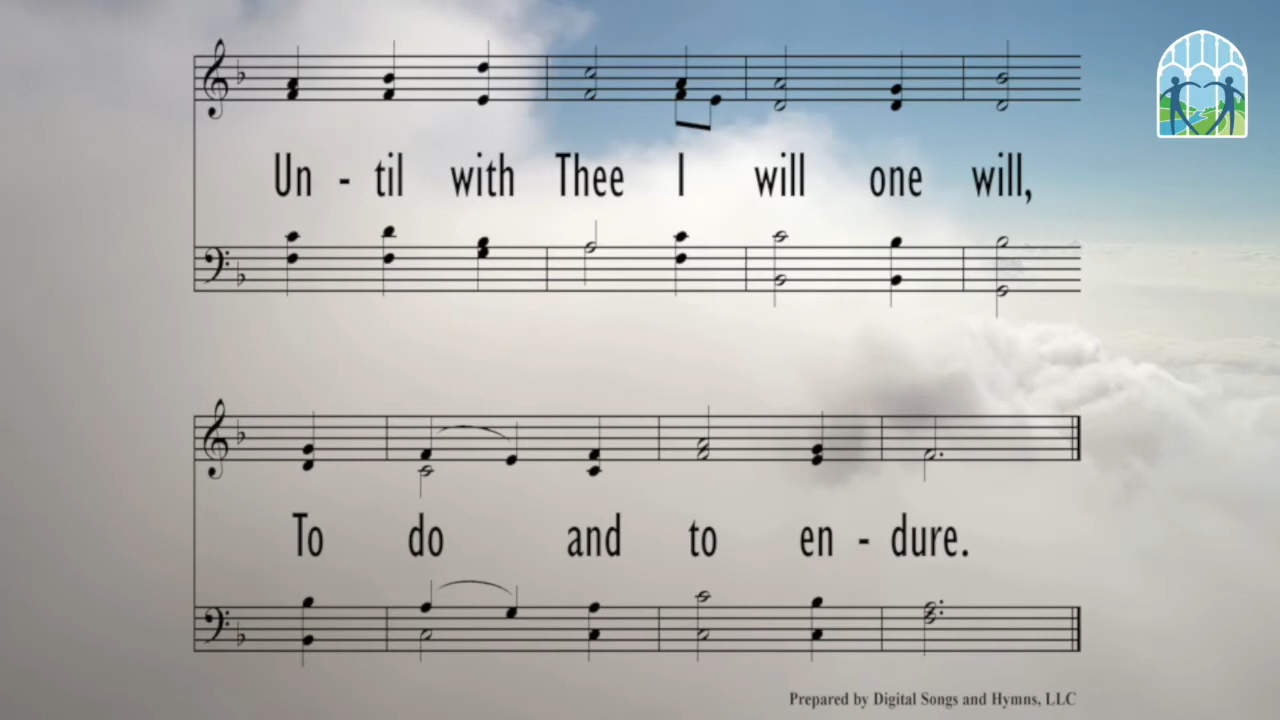 Un - til with Thee I will one will,
To do and to en - dure.
Prepared by Digital Songs and Hymns, LLC